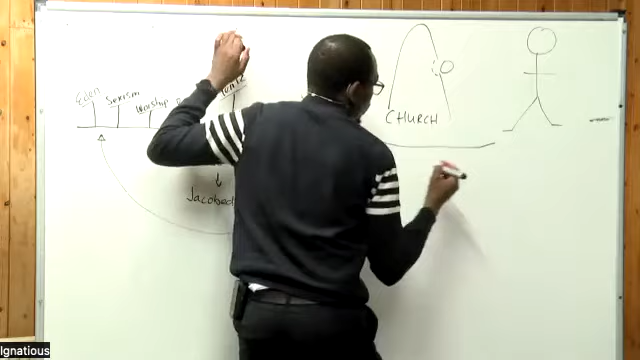 Eden
Sexism
Worship
CHURCH
Jacobed
Ignatious